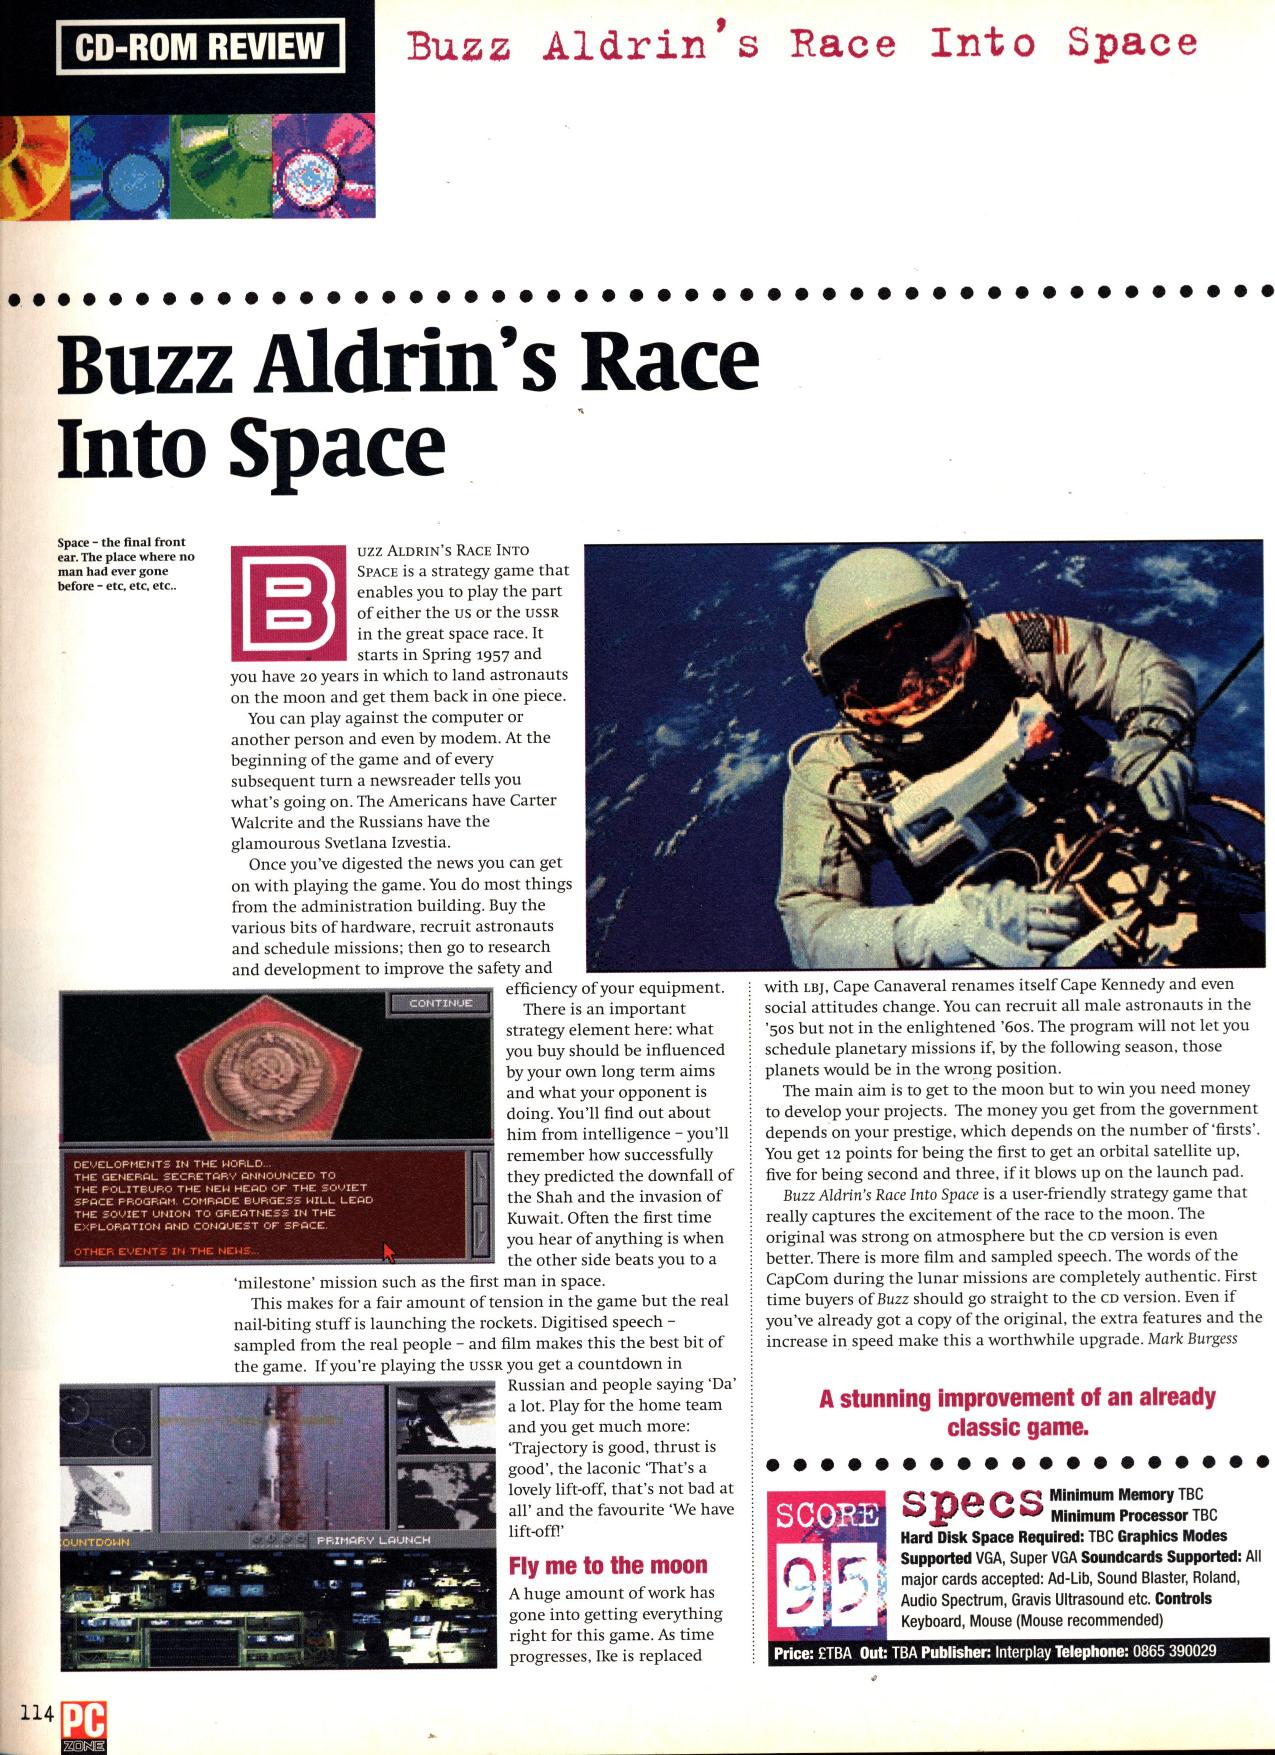 CD-ROM REVIEW
Buzz Aldrin's Race Into Space
Buzz Aldrin's Race
Into Space
Space – the final front
ear. The place where no
man had ever gone
before – etc, etc, etc..
B
UZZ ALDRIN'S RACE INTO
SPACE is a strategy game that
enables you to play the part
of either the US or the USSR
in the great space race. It
starts in Spring 1957 and
you have 20 years in which to land astronauts
on the moon and get them back in one piece.
You can play against the computer or
another person and even by modem. At the
beginning of the game and of every
subsequent turn a newsreader tells you
what's going on. The Americans have Carter
Walcrite and the Russians have the
glamourous Svetlana Izvestia.
Once you've digested the news you can get
on with playing the game. You do most things
from the administration building. Buy the
various bits of hardware, recruit astronauts
and schedule missions; then go to research
and development to improve the safety and
efficiency of your equipment.
There is an important
strategy element here: what
you buy should be influenced
by your own long term aims
and what your opponent is
doing. You'll find out about
him from intelligence – you'll
remember how successfully
they predicted the downfall of
the Shah and the invasion of
Kuwait. Often the first time
you hear of anything is when
the other side beats you to a
'milestone' mission such as the first man in space.
This makes for a fair amount of tension in the game but the real
nail-biting stuff is launching the rockets. Digitised speech –
sampled from the real people – and film makes this the best bit of
the game. If you're playing the USSR you get a countdown in
Russian and people saying 'Da'
a lot. Play for the home team
and you get much more:
'Trajectory is good, thrust is
good', the laconic 'That's a
lovely lift-off, that's not bad at
all' and the favourite 'We have
lift-off!'
Fly me to the moon
A huge amount of work has
gone into getting everything
right for this game. As time
progresses, Ike is replaced
CONTINUE
DEVELOPMENTS IN THE WORLD...
THE GENERAL SECRETARY ANNOUNCED TO
THE POLITBURO THE NEW HEAD OF THE SOVIET
SPACE PROGRAM. COMRADE BURGESS WILL LEAD
THE SOVIET UNION TO GREATNESS IN THE
EXPLORATION AND CONQUEST OF SPACE.
OTHER EVENTS IN THE NEWS...
OUNTDOWN
PRIMARY LAUNCH
with LBJ, Cape Canaveral renames itself Cape Kennedy and even
social attitudes change. You can recruit all male astronauts in the
'50s but not in the enlightened '60s. The program will not let you
schedule planetary missions if, by the following season, those
planets would be in the wrong position.
The main aim is to get to the moon but to win you need money
to develop your projects. The money you get from the government
depends on your prestige, which depends on the number of 'firsts'.
You get 12 points for being the first to get an orbital satellite up,
five for being second and three, if it blows up on the launch pad.
Buzz Aldrin's Race Into Space is a user-friendly strategy game that
really captures the excitement of the race to the moon. The
original was strong on atmosphere but the CD version is even
better. There is more film and sampled speech. The words of the
CapCom during the lunar missions are completely authentic. First
time buyers of Buzz should go straight to the CD version. Even if
you've already got a copy of the original, the extra features and the
increase in speed make this a worthwhile upgrade. Mark Burgess
A stunning improvement of an already
classic game.
SCORE
95
specs Minimum Memory TBC
Minimum Processor TBC
Hard Disk Space Required: TBC Graphics Modes
Supported VGA, Super VGA Soundcards Supported: All
major cards accepted: Ad-Lib, Sound Blaster, Roland,
Audio Spectrum, Gravis Ultrasound etc. Controls
Keyboard, Mouse (Mouse recommended)
Price: £TBA Out: TBA Publisher: Interplay Telephone: 0865 390029
114
PC
ZONE